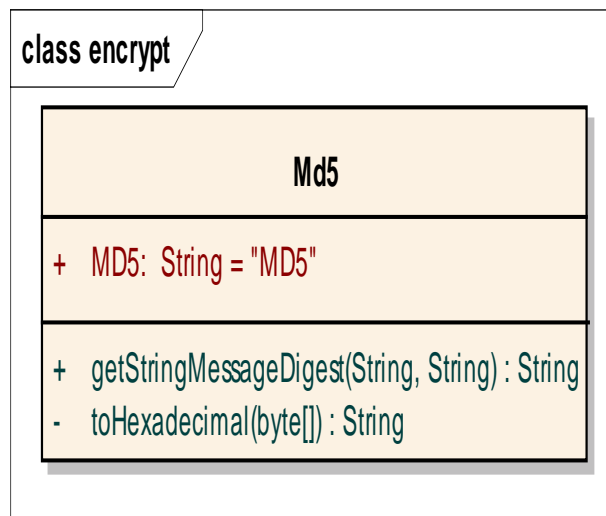 class encrypt
Md5
+ MD5: String = "MD5"
+ getStringMessageDigest(String, String) : String
- toHexadecimal(byte[]) : String